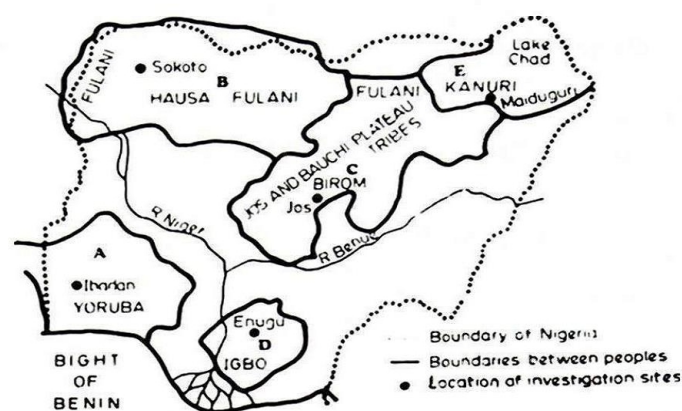 FULANI
Sokoto
B
HAUSA FULANI
FULANI
E
KANURI
Lake
Chad
Maiduguri
JOS AND BAUCHI PLATEAU
TRIBES
C
BIROM
Jos
R Niger
R Benue
A
Ibadan
YORUBA
Enugu
D
IGBO
BIGHT
OF
BENIN
Boundary of Nigeria
Boundaries between peoples
Location of investigation sites